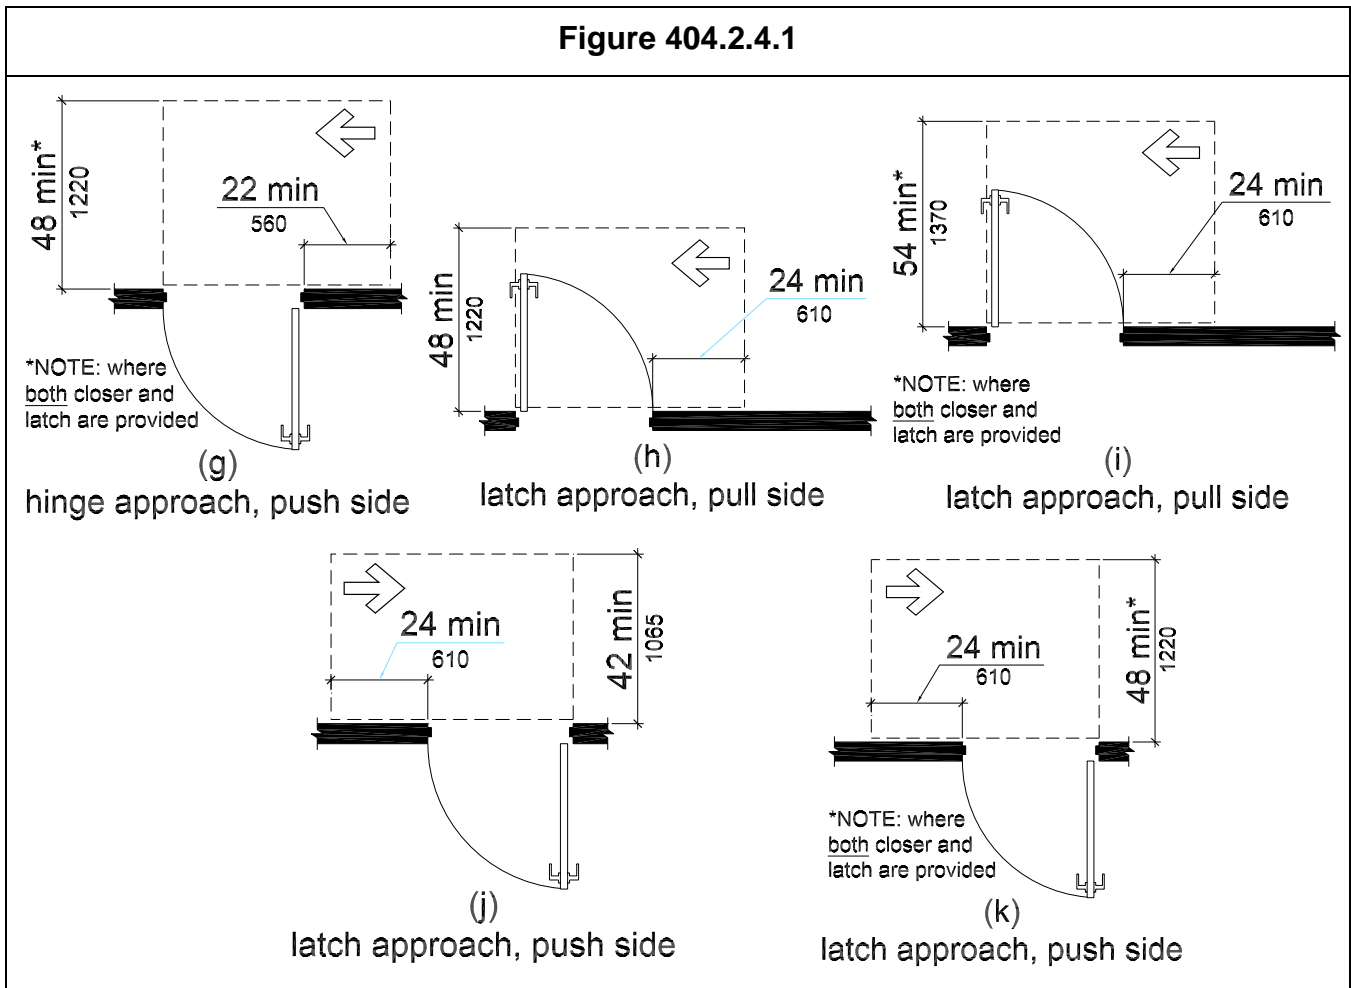 Figure 404.2.4.1
48 min*
1220
22 min
560
*NOTE: where
both closer and
latch are provided
(g)
hinge approach, push side
48 min
1220
24 min
610
(h)
latch approach, pull side
54 min*
1370
24 min
610
*NOTE: where
both closer and
latch are provided
(i)
latch approach, pull side
24 min
610
42 min
1065
(j)
latch approach, push side
24 min
610
48 min*
1220
*NOTE: where
both closer and
latch are provided
(k)
latch approach, push side